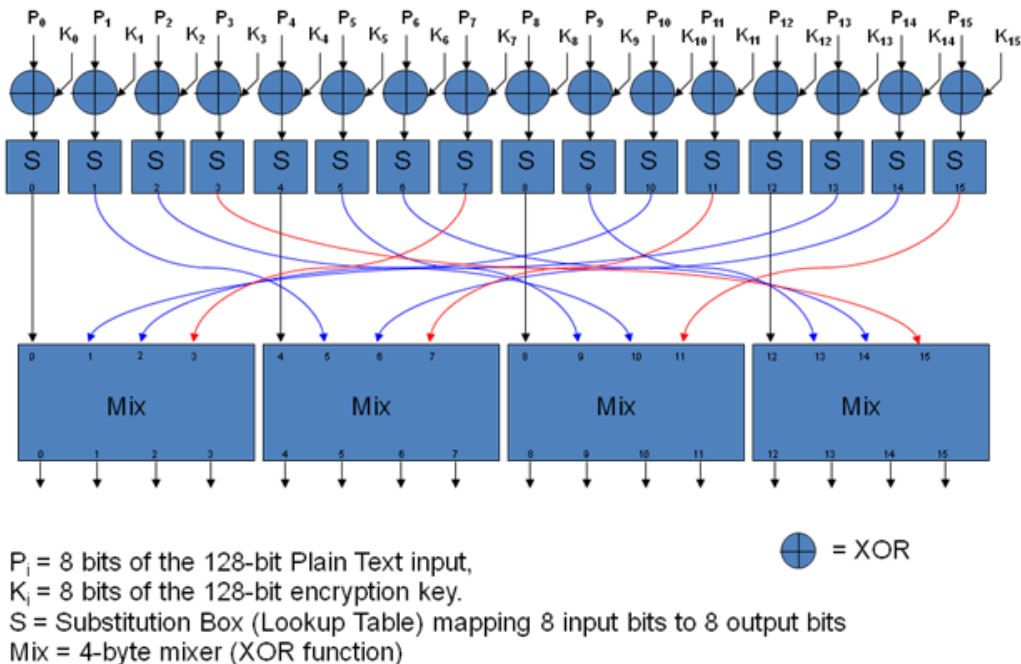 P₀ P₁ P₂ P₃ P₄ P₅ P₆ P₇ P₈ P₉ P₁₀ P₁₁ P₁₂ P₁₃ P₁₄ P₁₅
K₀ K₁ K₂ K₃ K₄ K₅ K₆ K₇ K₈ K₉ K₁₀ K₁₁ K₁₂ K₁₃ K₁₄ K₁₅
S S S S S S S S S S S S S S S S
0 1 2 3 4 5 6 7 8 9 10 11 12 13 14 15
0 1 2 3 4 5 6 7 8 9 10 11 12 13 14 15
Mix Mix Mix Mix
0 1 2 3 4 5 6 7 8 9 10 11 12 13 14 15
= XOR
Pᵢ = 8 bits of the 128-bit Plain Text input,
Kᵢ = 8 bits of the 128-bit encryption key.
S = Substitution Box (Lookup Table) mapping 8 input bits to 8 output bits
Mix = 4-byte mixer (XOR function)